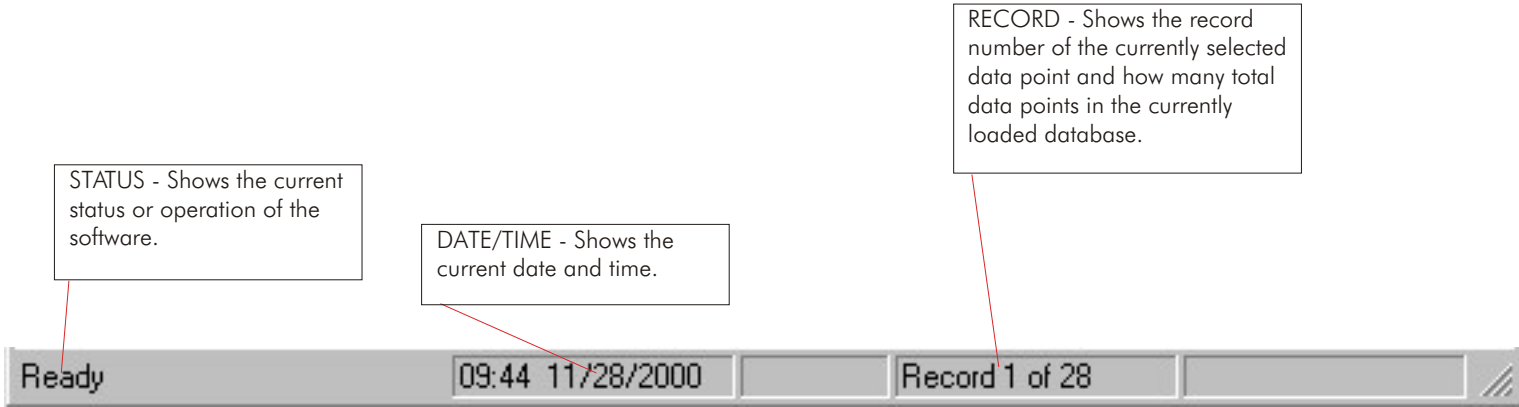 RECORD - Shows the record
number of the currently selected
data point and how many total
data points in the currently
loaded database.
STATUS - Shows the current
status or operation of the
software.
DATE/TIME - Shows the
current date and time.
Ready
09:44 11/28/2000
Record 1 of 28